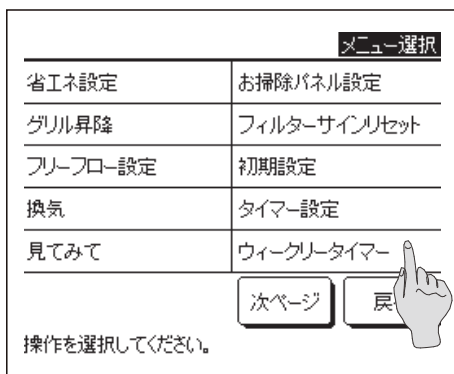 メニュー選択
省エネ設定 お掃除パネル設定
グリル昇降 フィルターサインリセット
フリーフロー設定 初期設定
換気 タイマー設定
見てみて ウィークリータイマー
次ページ 戻
操作を選択してください。